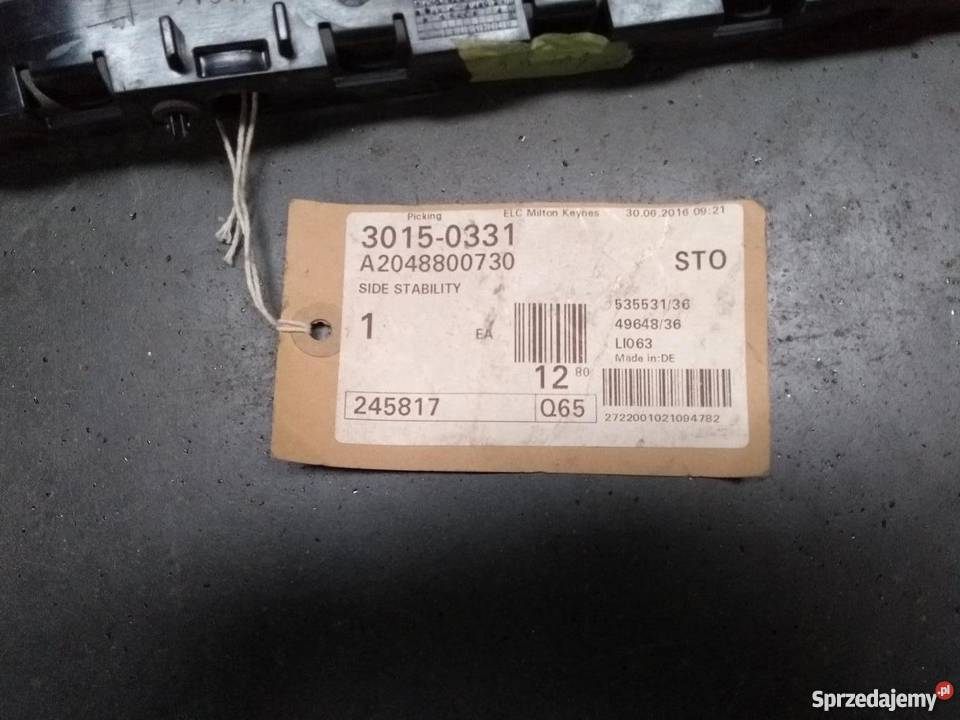 Picking ELC Milton Keynes 30.06.2016 09:21
3015-0331
A2048800730 STO
SIDE STABILITY
535531/36
1 EA 49648/36
LI063
Made in:DE
12 80
245817 Q65
2722001021094782
Sprzedajemy.pl